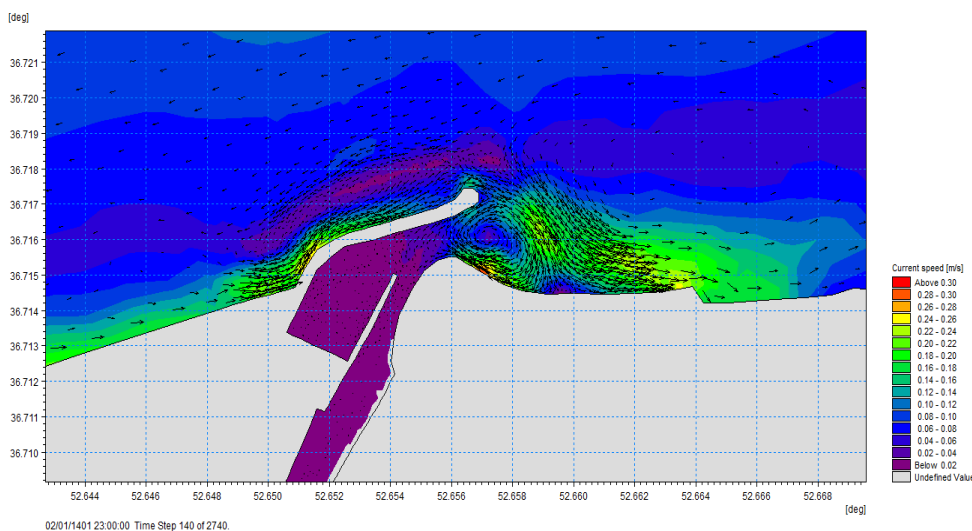 [deg]
36.721
36.720
36.719
36.718
36.717
36.716
36.715
36.714
36.713
36.712
36.711
36.710
52.644 52.646 52.648 52.650 52.652 52.654 52.656 52.658 52.660 52.662 52.664 52.666 52.668
[deg]
02/01/1401 23:00:00 Time Step 140 of 2740.
Current speed [m/s]
Above 0.30
0.28 - 0.30
0.26 - 0.28
0.24 - 0.26
0.22 - 0.24
0.20 - 0.22
0.18 - 0.20
0.16 - 0.18
0.14 - 0.16
0.12 - 0.14
0.10 - 0.12
0.08 - 0.10
0.06 - 0.08
0.04 - 0.06
0.02 - 0.04
Below 0.02
Undefined Value